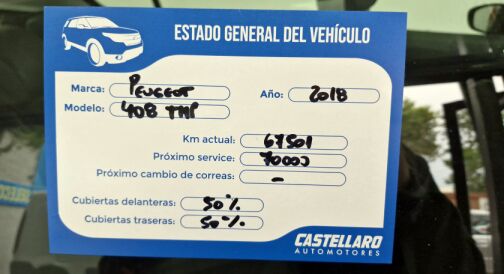 ESTADO GENERAL DEL VEHÍCULO
Marca: PEUGEOT Año: 2018
Modelo: 408 THP
Km actual: 67501
Próximo service: 70000
Próximo cambio de correas: -
Cubiertas delanteras: 50%
Cubiertas traseras: 50%
CASTELLARO
AUTOMOTORES